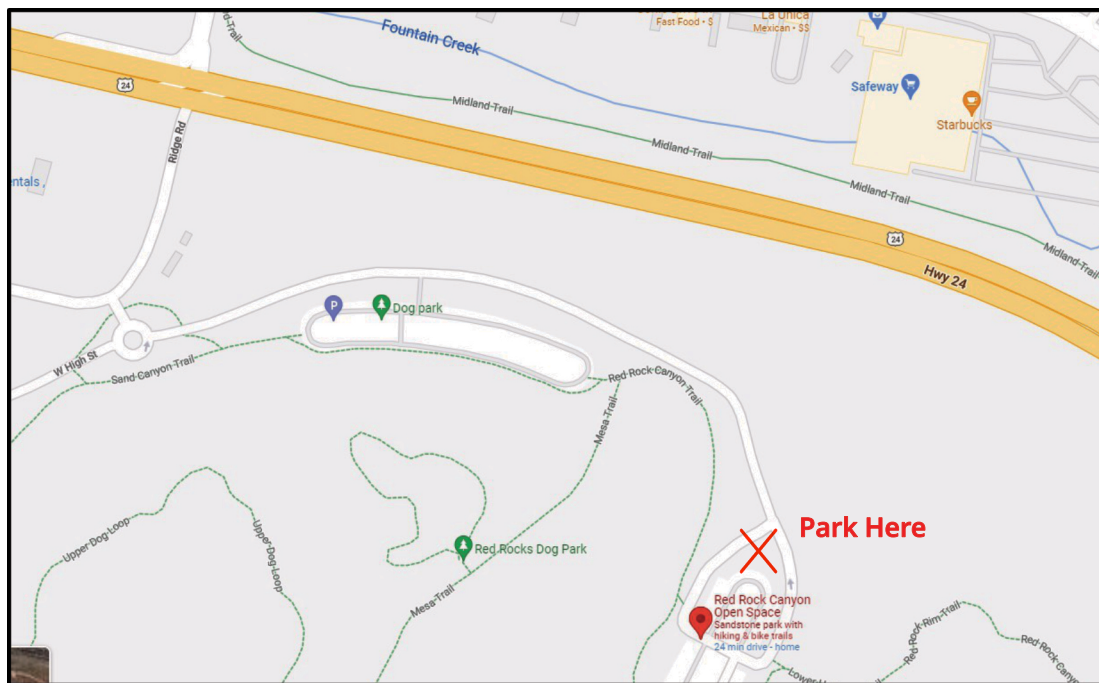 Fountain Creek
Fast Food • $
La Unica
Mexican • $$
24
Midland Trail
Midland Trail
Safeway
Starbucks
Midland Trail
Ridge Rd
24
Hwy 24
Midland Trail
P
Dog park
W High St
Sand Canyon Trail
Red Rock Canyon Trail
Mesa Trail
Upper Dog Loop
Upper Dog Loop
Red Rocks Dog Park
Mesa Trail
Park Here
Red Rock Canyon
Open Space
Sandstone park with
hiking & bike trails
24 min drive - home
Red Rock Rim Trail
Red Rock Canyon